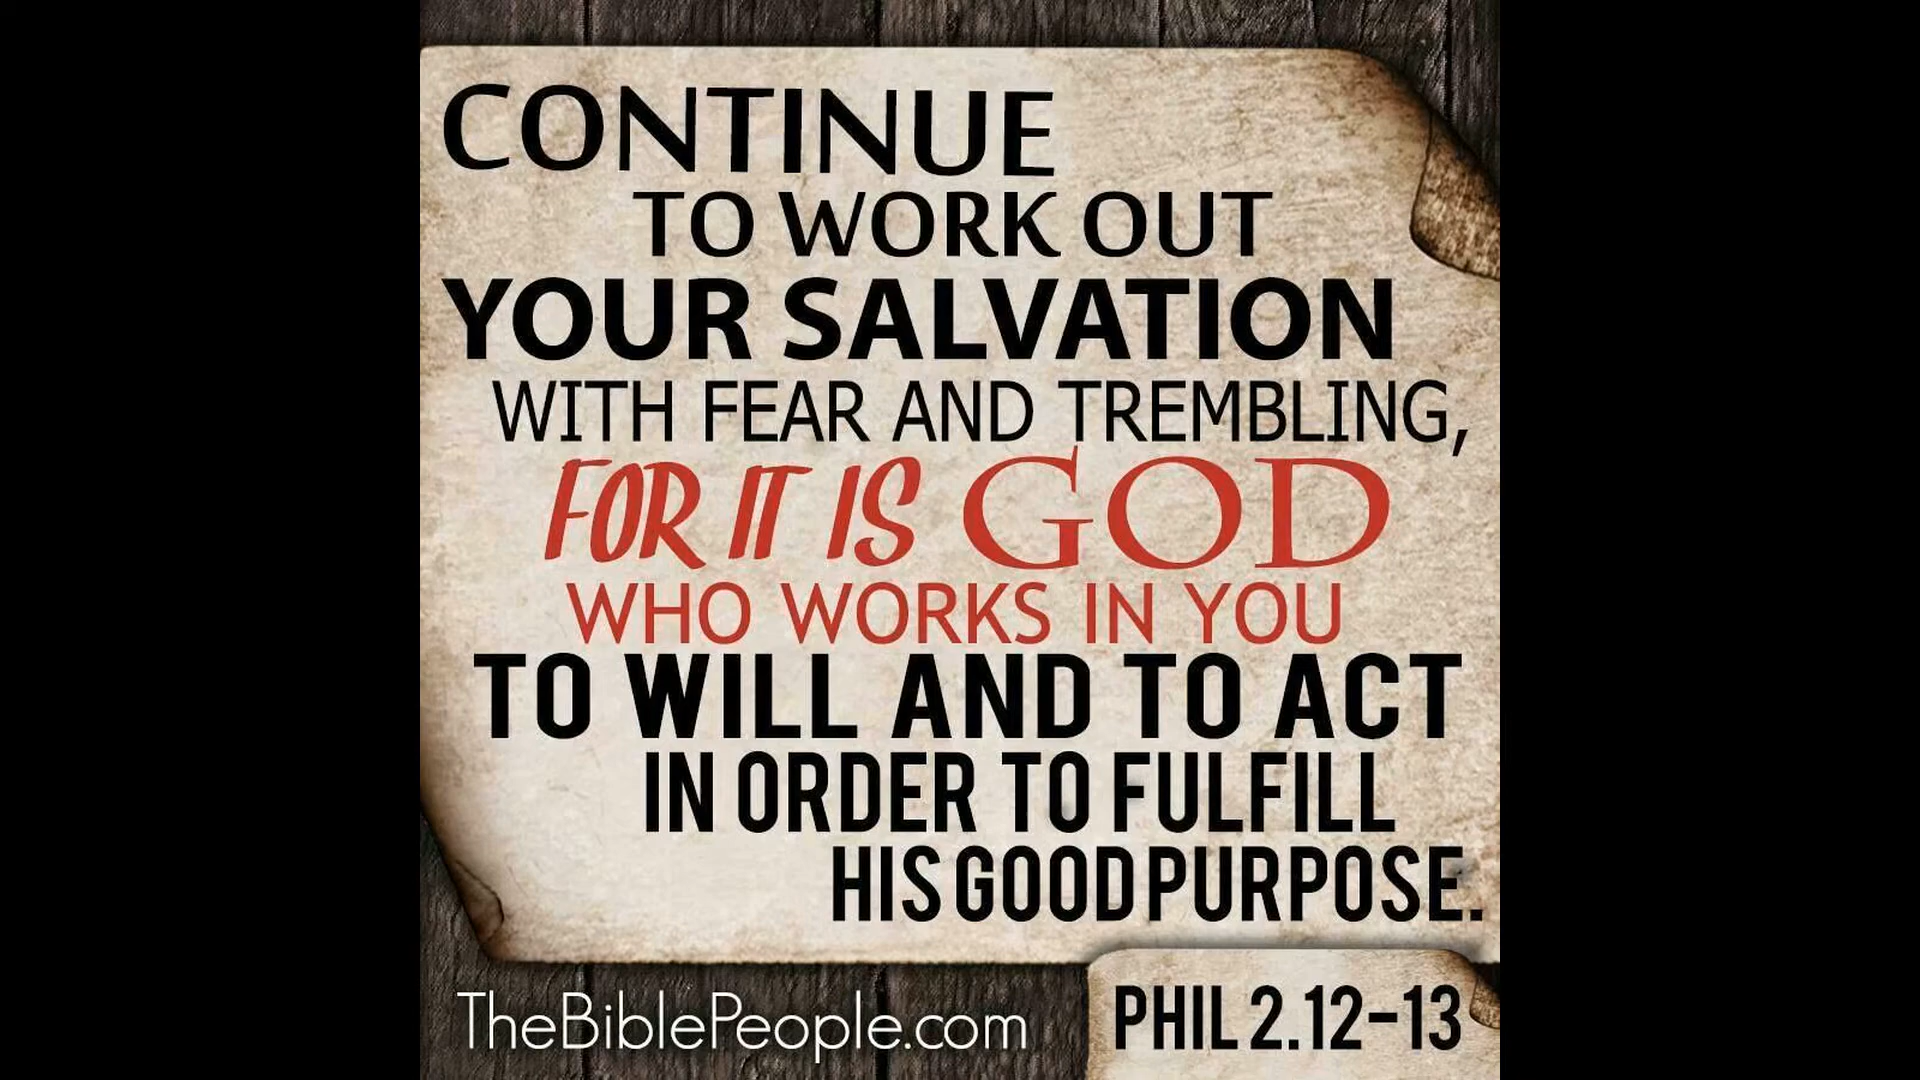 CONTINUE
TO WORK OUT
YOUR SALVATION
WITH FEAR AND TREMBLING,
FOR IT IS GOD
WHO WORKS IN YOU
TO WILL AND TO ACT
IN ORDER TO FULFILL
HIS GOOD PURPOSE.
TheBiblePeople.com
PHIL 2.12-13